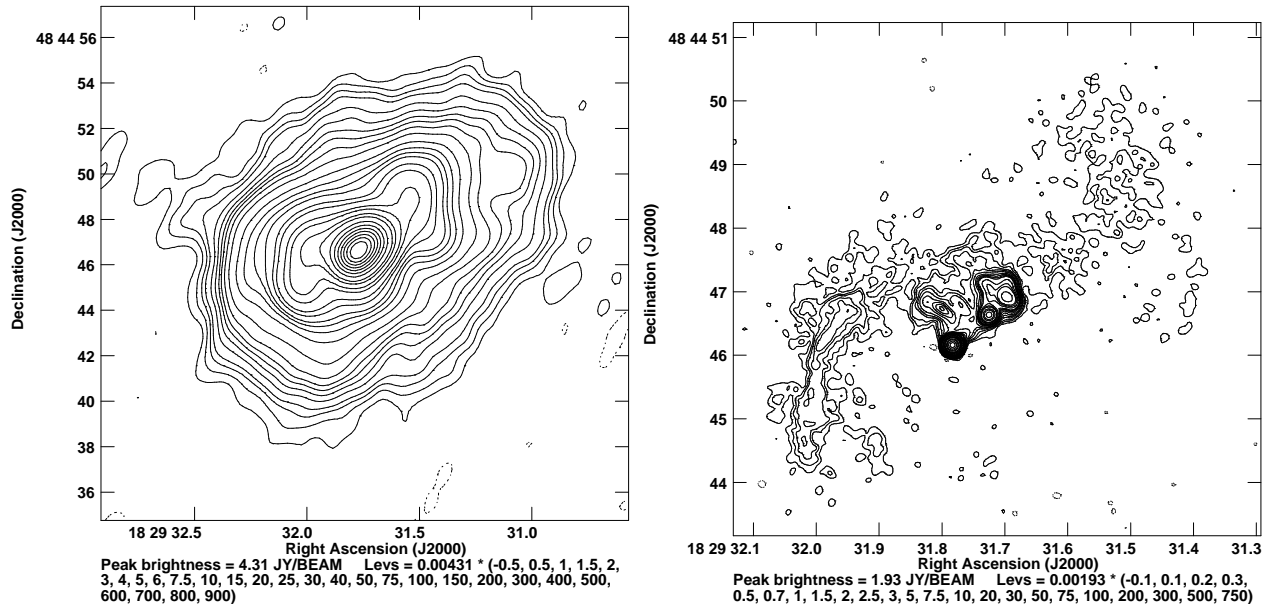 48 44 56
54
52
50
48
46
44
42
40
38
36
Declination (J2000)
18 29 32.5
32.0
31.5
31.0
Right Ascension (J2000)
Peak brightness = 4.31 JY/BEAM Levs = 0.00431 * (-0.5, 0.5, 1, 1.5, 2,
3, 4, 5, 6, 7.5, 10, 15, 20, 25, 30, 40, 50, 75, 100, 150, 200, 300, 400, 500,
600, 700, 800, 900)
48 44 51
50
49
48
47
46
45
44
Declination (J2000)
18 29 32.1
32.0
31.9
31.8
31.7
31.6
31.5
31.4
31.3
Right Ascension (J2000)
Peak brightness = 1.93 JY/BEAM Levs = 0.00193 * (-0.1, 0.1, 0.2, 0.3,
0.5, 0.7, 1, 1.5, 2, 2.5, 3, 5, 7.5, 10, 20, 30, 50, 75, 100, 200, 300, 500, 750)